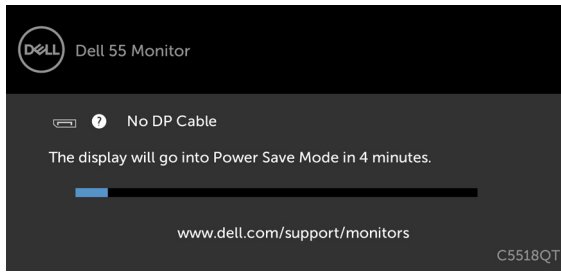 DELL
Dell 55 Monitor
? No DP Cable
The display will go into Power Save Mode in 4 minutes.
www.dell.com/support/monitors
C5518QT